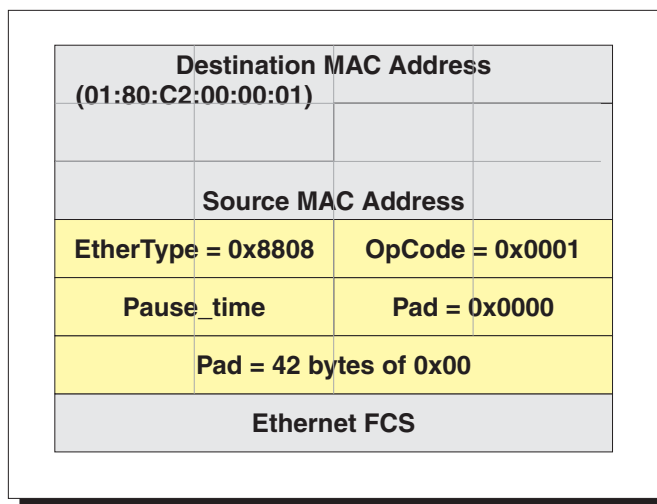 Destination MAC Address
(01:80:C2:00:00:01)
Source MAC Address
EtherType = 0x8808 OpCode = 0x0001
Pause_time Pad = 0x0000
Pad = 42 bytes of 0x00
Ethernet FCS